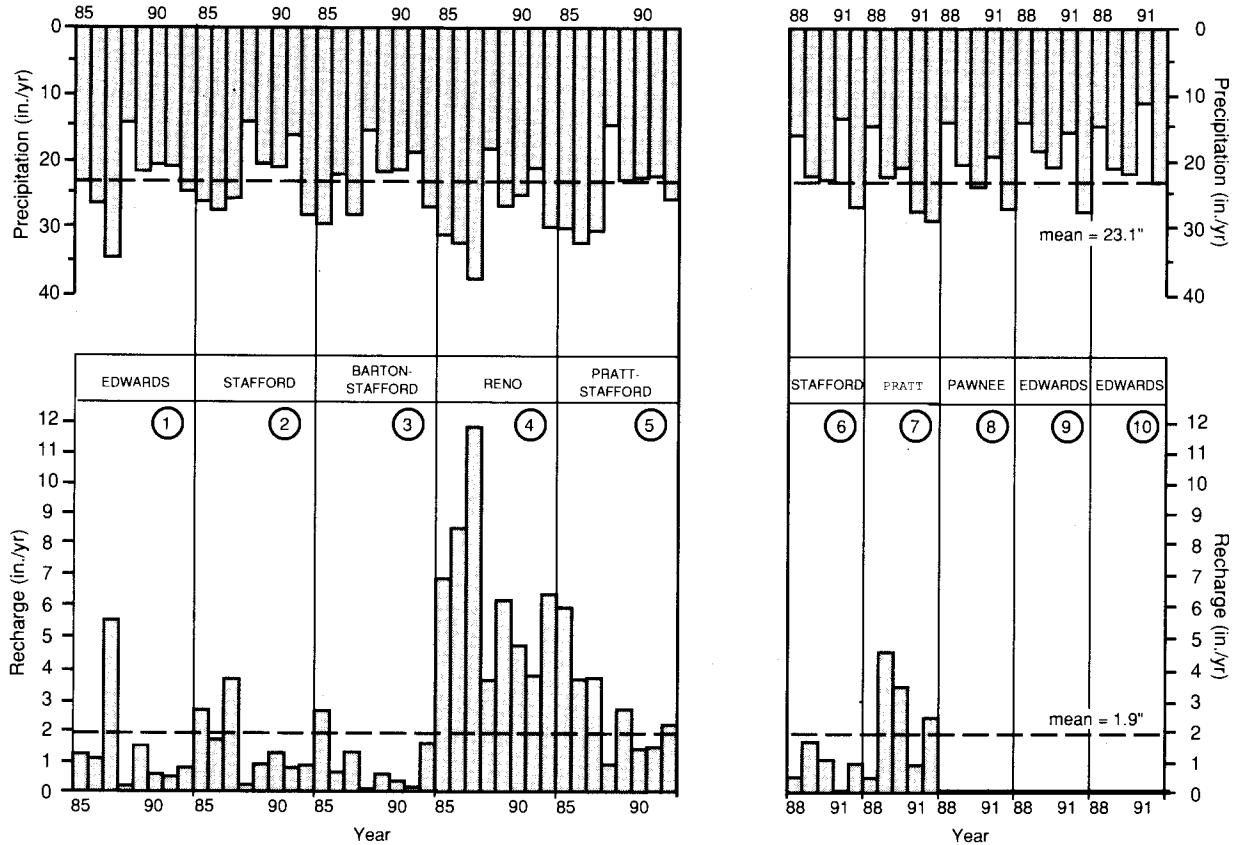 85 90 85 90 85 90 85 90 85 90
0
10
20
30
40
Precipitation (in./yr)
88 91 88 91 88 91 88 91 88 91
0
10
20
30
40
Precipitation (in./yr)
mean = 23.1"
EDWARDS
STAFFORD
BARTON-
STAFFORD
RENO
PRATT-
STAFFORD
1 2 3 4 5
STAFFORD
PRATT
PAWNEE
EDWARDS
EDWARDS
6 7 8 9 10
12
11
10
9
8
7
6
5
4
3
2
1
0
Recharge (in./yr)
85 90 85 90 85 90 85 90 85 90
Year
12
11
10
9
8
7
6
5
4
3
2
1
0
Recharge (in./yr)
mean = 1.9"
88 91 88 91 88 91 88 91 88 91
Year